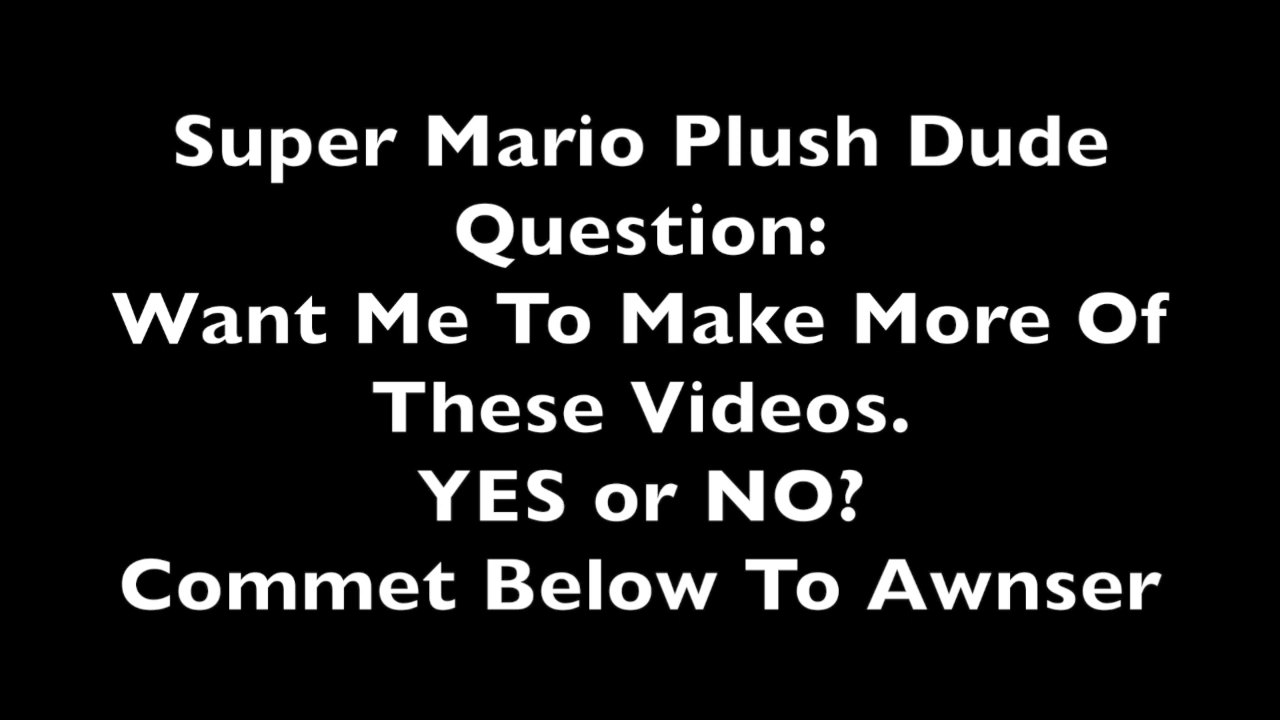 Super Mario Plush Dude
Question:
Want Me To Make More Of
These Videos.
YES or NO?
Commet Below To Awnser